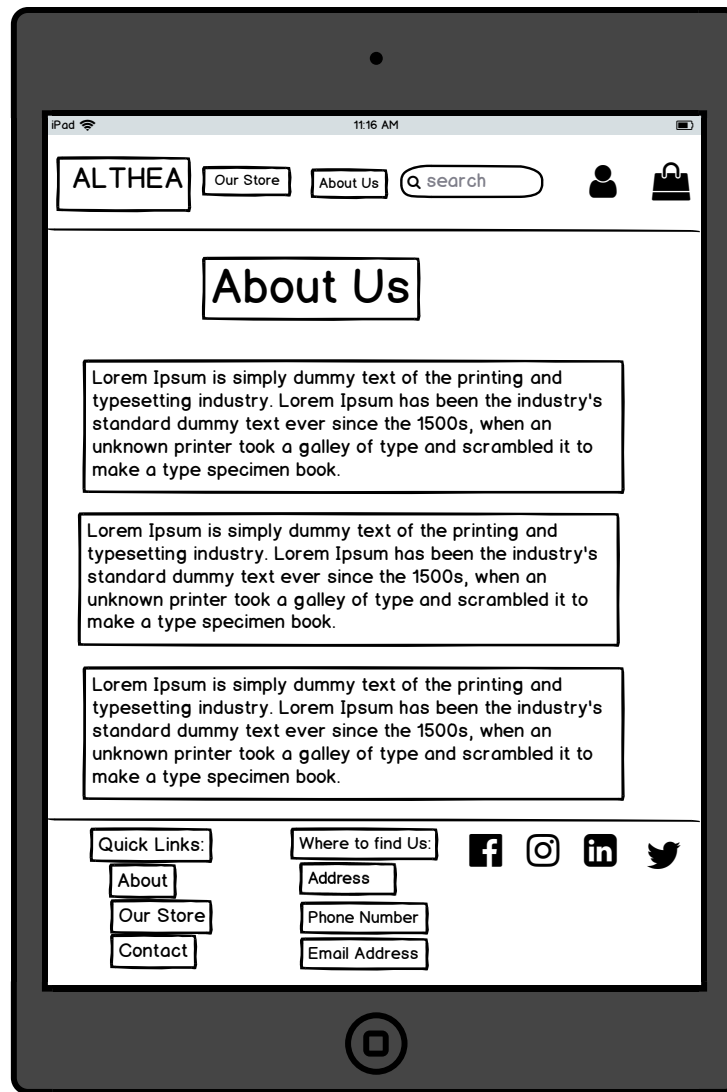 iPad
11:16 AM
ALTHEA
Our Store
About Us
search
About Us
Lorem Ipsum is simply dummy text of the printing and
typesetting industry. Lorem Ipsum has been the industry's
standard dummy text ever since the 1500s, when an
unknown printer took a galley of type and scrambled it to
make a type specimen book.
Lorem Ipsum is simply dummy text of the printing and
typesetting industry. Lorem Ipsum has been the industry's
standard dummy text ever since the 1500s, when an
unknown printer took a galley of type and scrambled it to
make a type specimen book.
Lorem Ipsum is simply dummy text of the printing and
typesetting industry. Lorem Ipsum has been the industry's
standard dummy text ever since the 1500s, when an
unknown printer took a galley of type and scrambled it to
make a type specimen book.
Quick Links:
About
Our Store
Contact
Where to find Us:
Address
Phone Number
Email Address